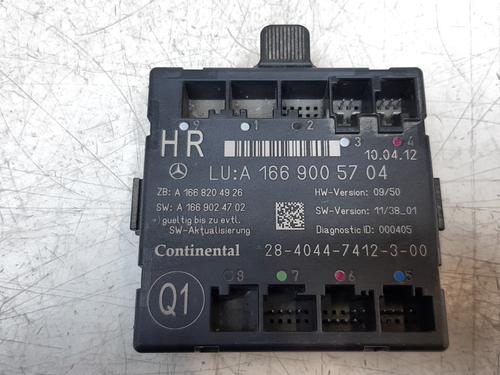 9 1 2 3 4
HR
10.04.12
LU:A 166 900 57 04
ZB: A 166 820 49 26
HW-Version: 09/50
SW: A 166 902 47 02
SW-Version: 11/38_01
*)gueltig bis zu evtl.
SW-Aktualisierung
Diagnostic ID: 000405
Continental 28-4044-7412-3-00
8 7 6 5
Q1